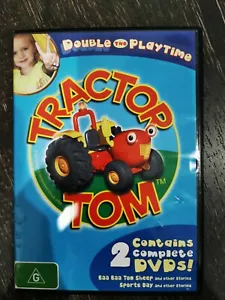 DOUBLE THE PLAYTIME
TRACTOR
TOM™
2 Contains
complete
DVDs!
Baa Baa Tom Sheep and other Stories
Sports Day and other Stories
G